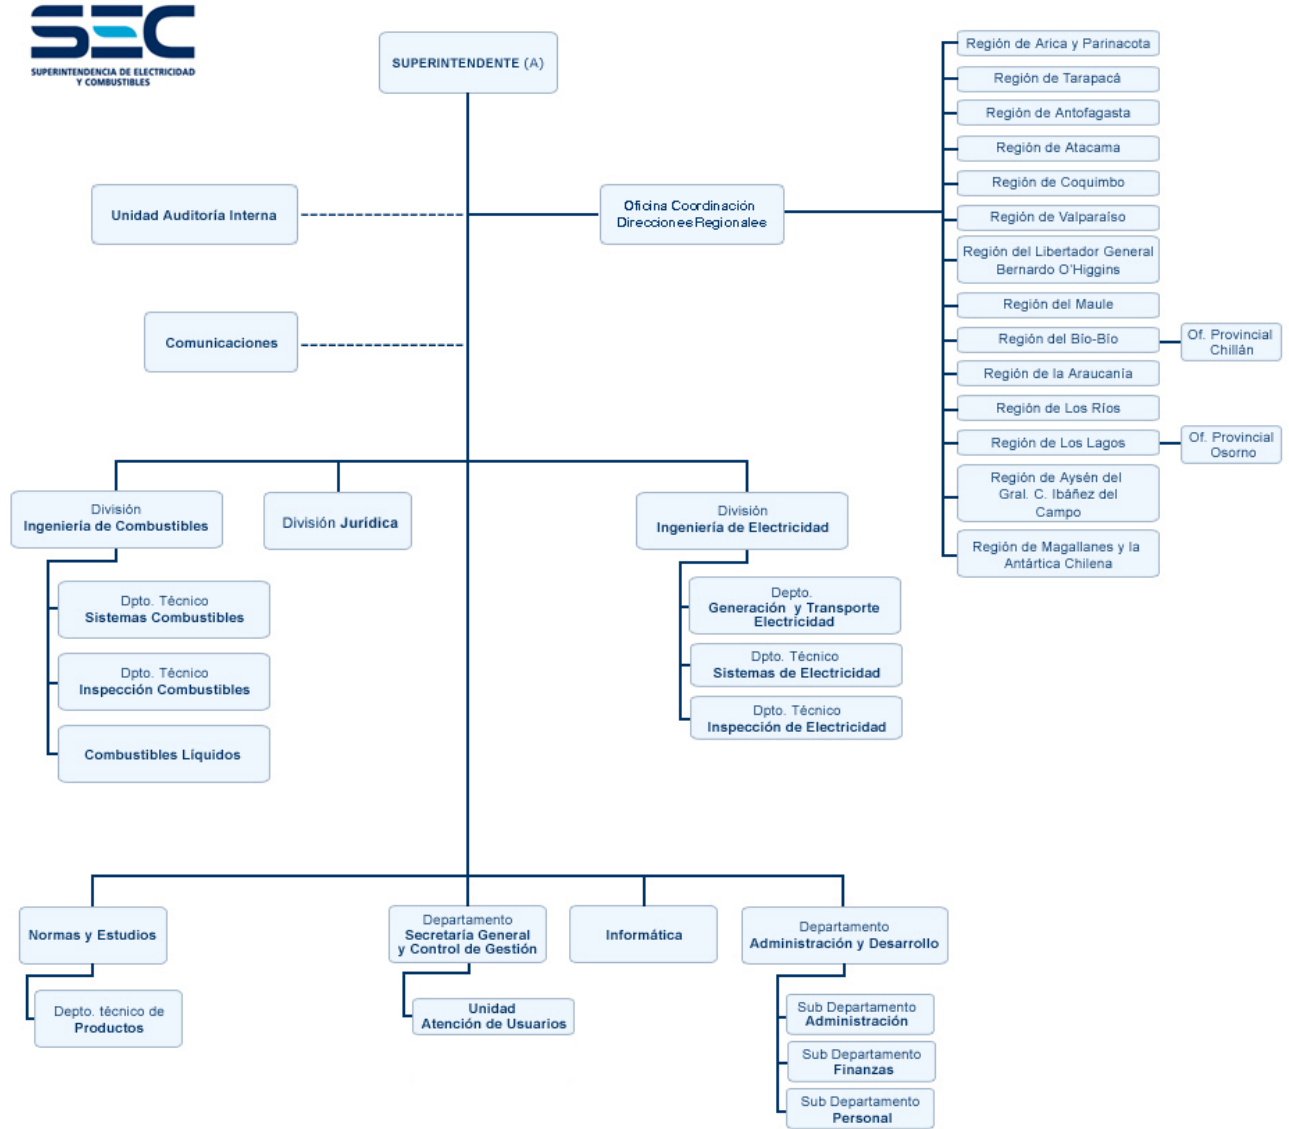 SEC
SUPERINTENDENCIA DE ELECTRICIDAD
Y COMBUSTIBLES
SUPERINTENDENTE (A)
Unidad Auditoría Interna
Oficina Coordinación
Direcciones Regionales
Comunicaciones
Región de Arica y Parinacota
Región de Tarapacá
Región de Antofagasta
Región de Atacama
Región de Coquimbo
Región de Valparaíso
Región del Libertador General
Bernardo O'Higgins
Región del Maule
Región del Bío-Bío
Of. Provincial
Chillán
Región de la Araucanía
Región de Los Ríos
Región de Los Lagos
Of. Provincial
Osorno
Región de Aysén del
Gral. C. Ibáñez del
Campo
Región de Magallanes y la
Antártica Chilena
División
Ingeniería de Combustibles
Dpto. Técnico
Sistemas Combustibles
Dpto. Técnico
Inspección Combustibles
Combustibles Líquidos
División Jurídica
División
Ingeniería de Electricidad
Depto.
Generación y Transporte
Electricidad
Dpto. Técnico
Sistemas de Electricidad
Dpto. Técnico
Inspección de Electricidad
Normas y Estudios
Depto. técnico de
Productos
Departamento
Secretaría General
y Control de Gestión
Unidad
Atención de Usuarios
Informática
Departamento
Administración y Desarrollo
Sub Departamento
Administración
Sub Departamento
Finanzas
Sub Departamento
Personal